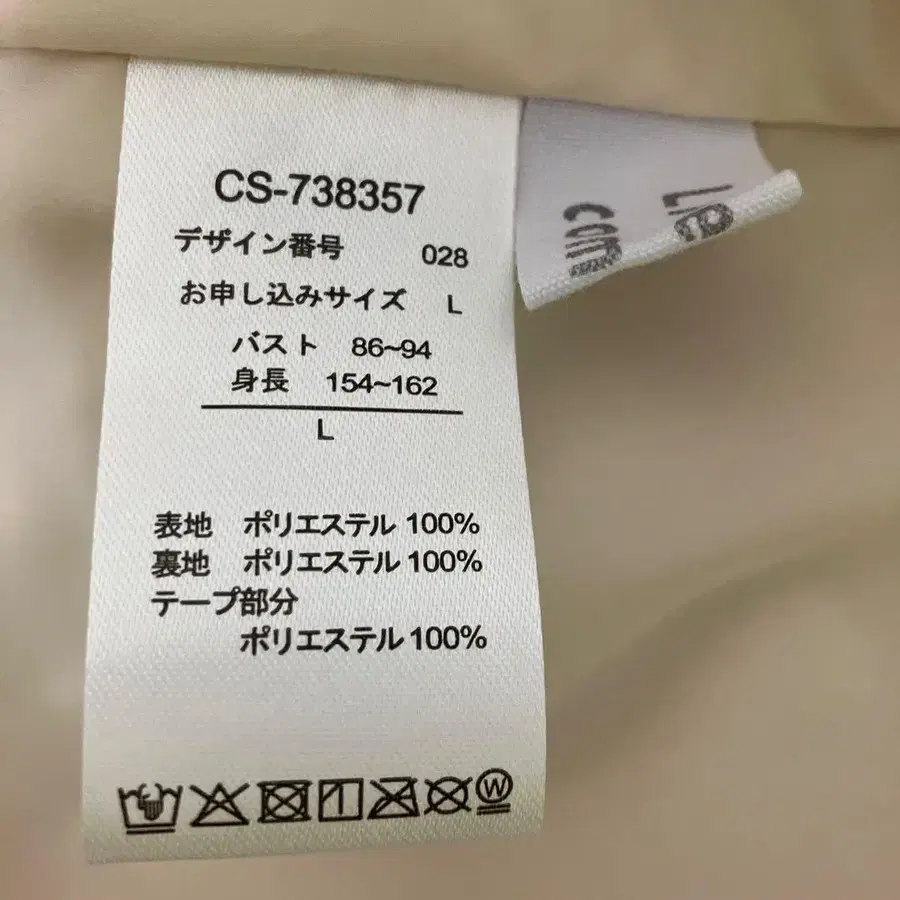 CS-738357
デザイン番号 028
お申し込みサイズ L
バスト 86~94
身長 154~162
L
表地 ポリエステル 100%
裏地 ポリエステル 100%
テープ部分
ポリエステル 100%
W